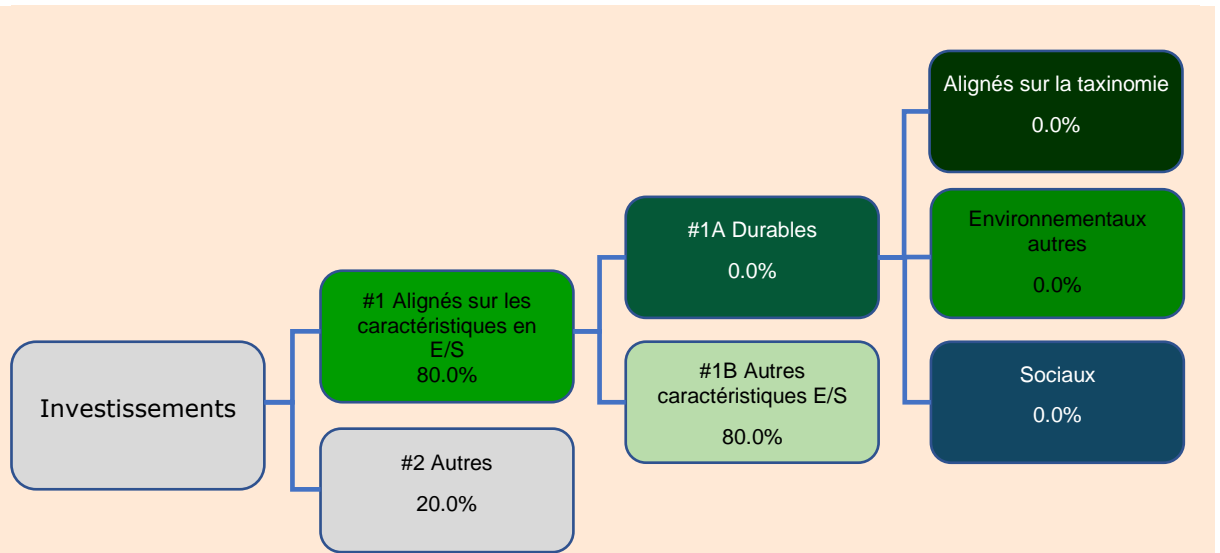 Investissements
#1 Alignés sur les
caractéristiques en
E/S
80.0%
#2 Autres
20.0%
#1A Durables
0.0%
#1B Autres
caractéristiques E/S
80.0%
Alignés sur la taxinomie
0.0%
Environnementaux
autres
0.0%
Sociaux
0.0%